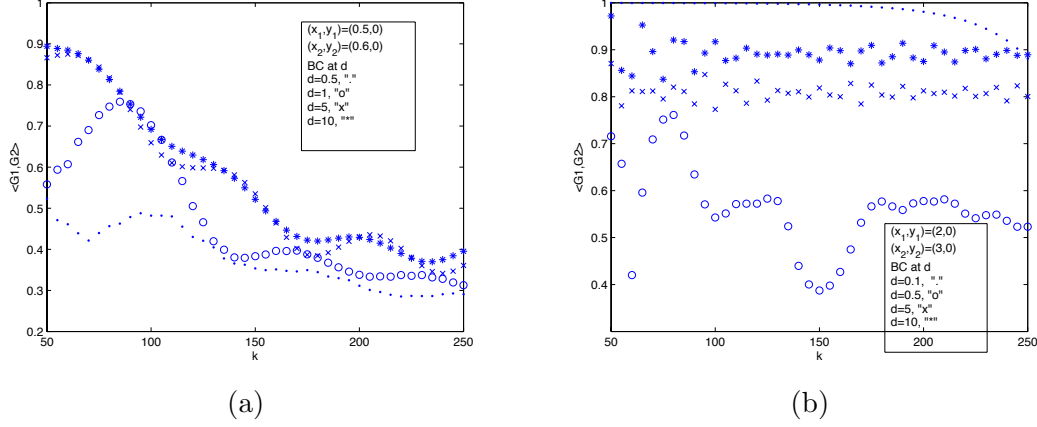 1
0.9
0.8
0.7
0.6
0.5
0.4
0.3
0.2
50
100
150
200
250
k
<G1,G2>
(x1,y1)=(0.5,0)
(x2,y2)=(0.6,0)
BC at d
d=0.5, "."
d=1, "o"
d=5, "x"
d=10, "*"
(a)
1
0.9
0.8
0.7
0.6
0.5
0.4
50
100
150
200
250
k
<G1,G2>
(x1,y1)=(2,0)
(x2,y2)=(3,0)
BC at d
d=0.1, "."
d=0.5, "o"
d=5, "x"
d=10, "*"
(b)